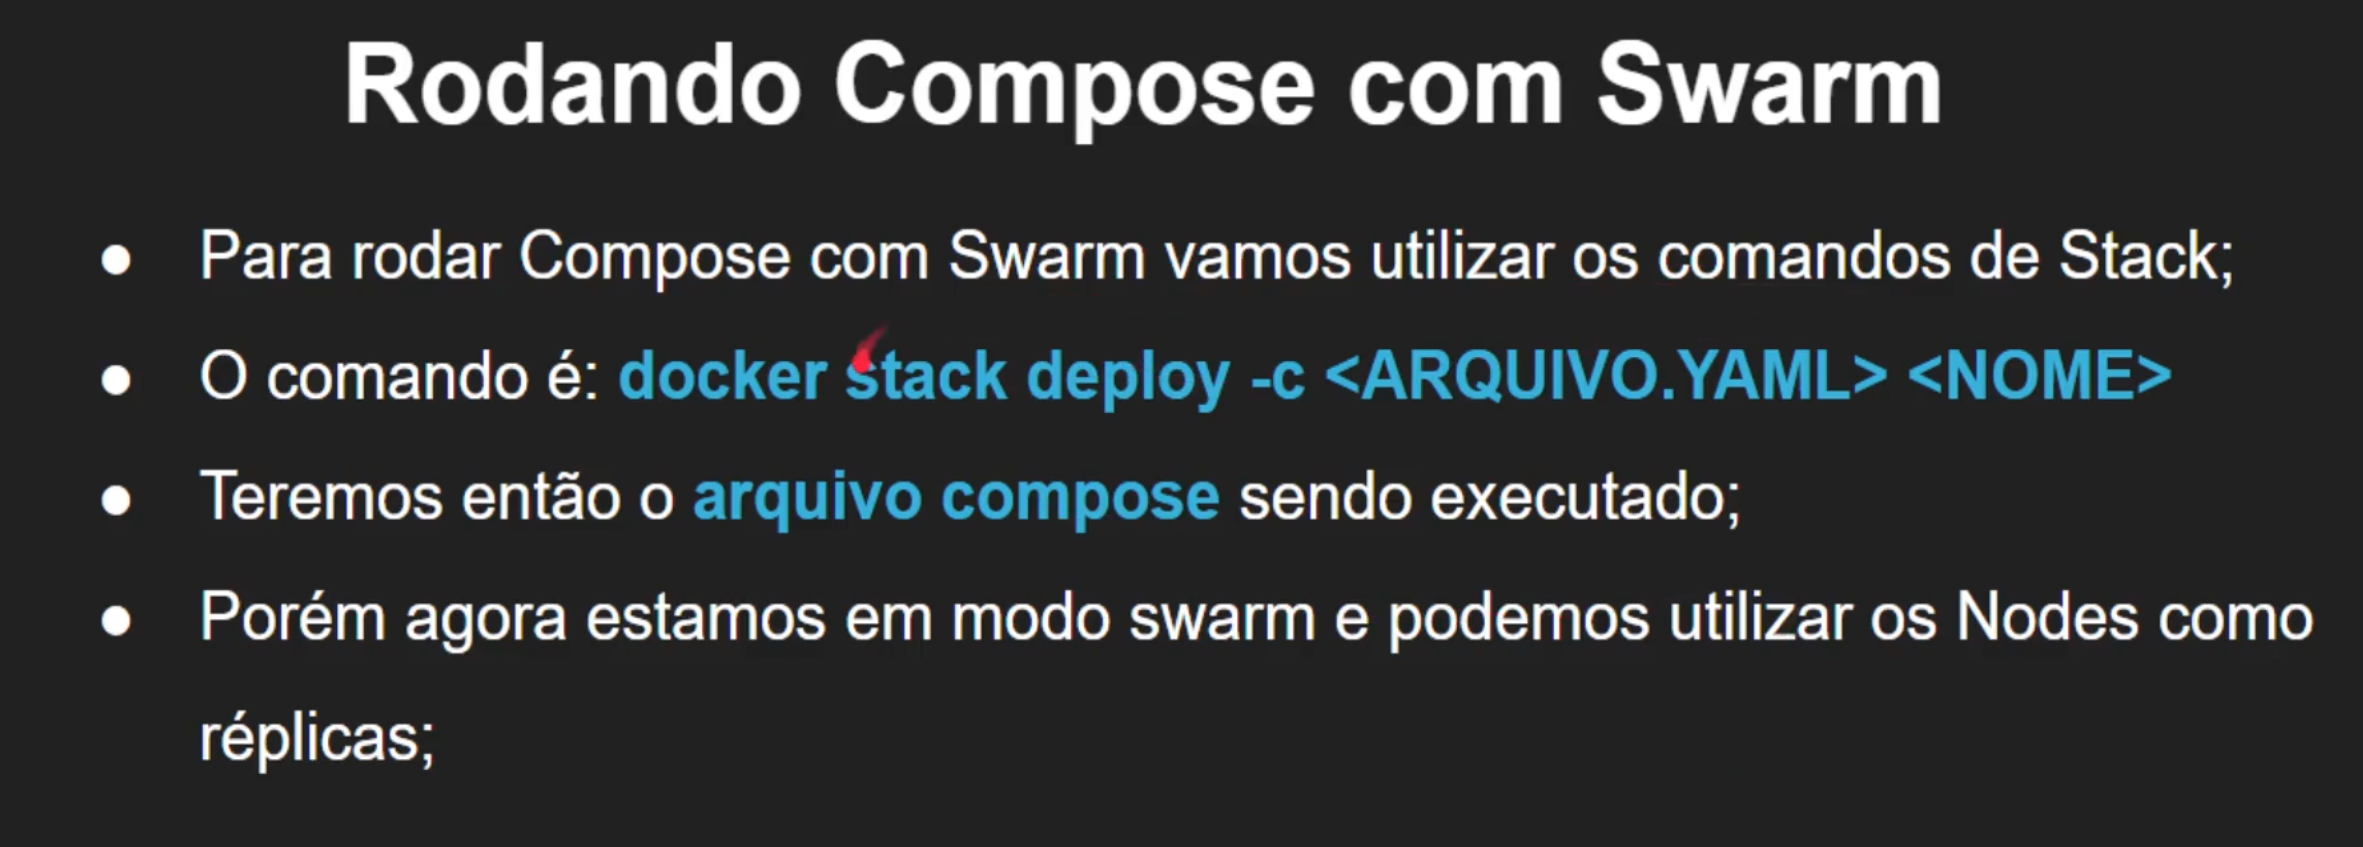 Rodando Compose com Swarm
● Para rodar Compose com Swarm vamos utilizar os comandos de Stack;
● O comando é: docker stack deploy -c <ARQUIVO.YAML> <NOME>
● Teremos então o arquivo compose sendo executado;
● Porém agora estamos em modo swarm e podemos utilizar os Nodes como
réplicas;